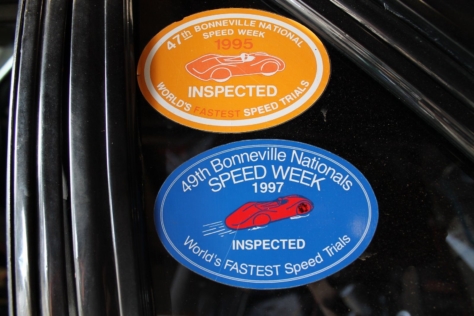 47th BONNEVILLE NATIONAL
SPEED WEEK
1995
INSPECTED
WORLD'S FASTEST SPEED TRIALS
49th Bonneville Nationals
SPEED WEEK
1997
INSPECTED
World's FASTEST Speed Trials